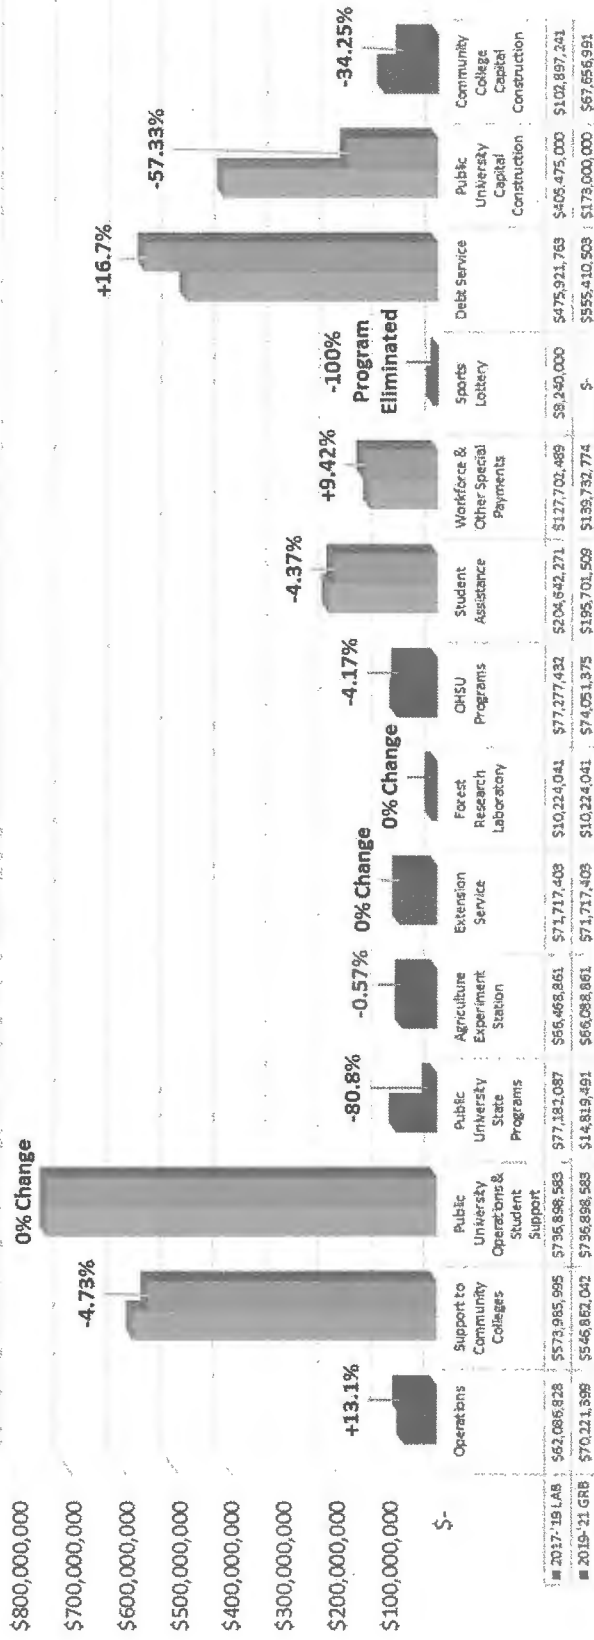 $800,000,000
$700,000,000
$600,000,000
$500,000,000
$400,000,000
$300,000,000
$200,000,000
$100,000,000
$-
+13.1%
-4.73%
0% Change
-80.8%
-0.57%
0% Change
0% Change
-4.17%
-4.37%
+9.42%
-100%
Program
Eliminated
+16.7%
-57.33%
-34.25%
Operations
Support to
Community
Colleges
Public
University
Operations &
Student
Support
Public
University
State
Programs
Agriculture
Experiment
Station
Extension
Service
Forest
Research
Laboratory
OHSU
Programs
Student
Assistance
Workforce &
Other Special
Payments
Sports
Lottery
Debt Service
Public
University
Capital
Construction
Community
College
Capital
Construction
2017-'19 LAB $62,086,828 $573,985,995 $736,898,583 $77,182,087 $66,468,861 $71,717,403 $10,224,041 $77,277,432 $204,642,271 $127,702,489 $8,240,000 $475,921,763 $405,475,000 $102,897,241
2019-'21 GRB $70,221,399 $546,862,042 $736,898,583 $14,819,491 $66,088,861 $71,717,403 $10,224,041 $74,051,375 $195,701,509 $139,732,774 $- $555,410,503 $173,000,000 $67,656,991